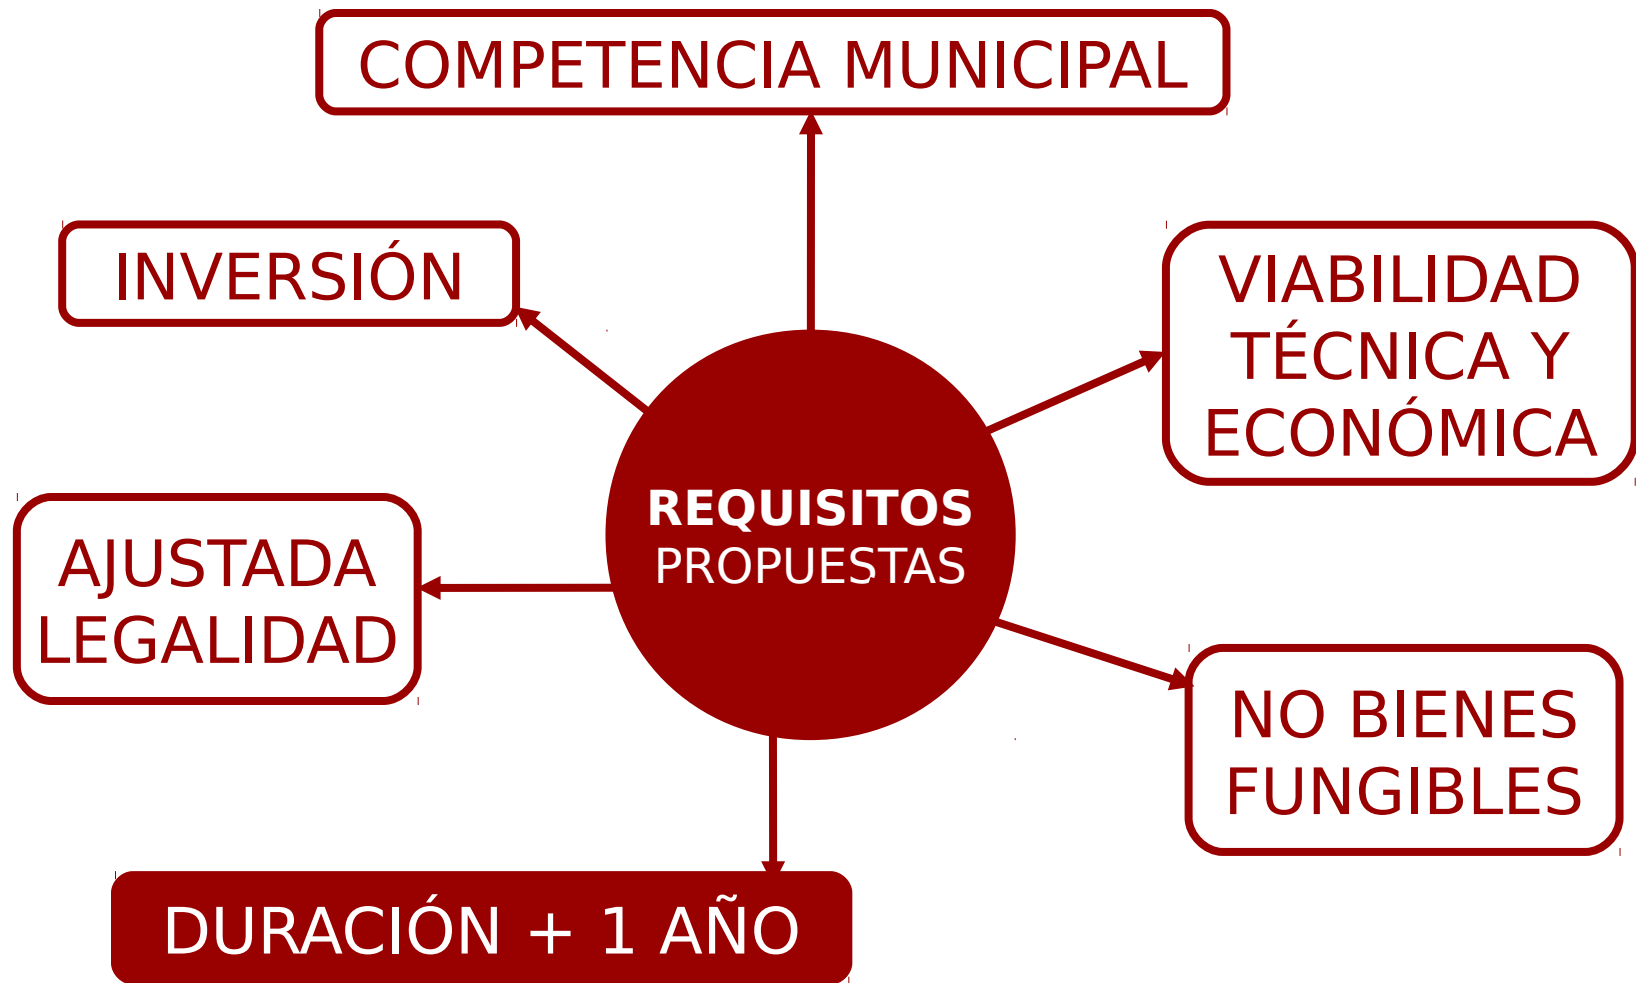 COMPETENCIA MUNICIPAL
INVERSIÓN
VIABILIDAD
TÉCNICA Y
ECONÓMICA
REQUISITOS
PROPUESTAS
AJUSTADA
LEGALIDAD
NO BIENES
FUNGIBLES
DURACIÓN + 1 AÑO